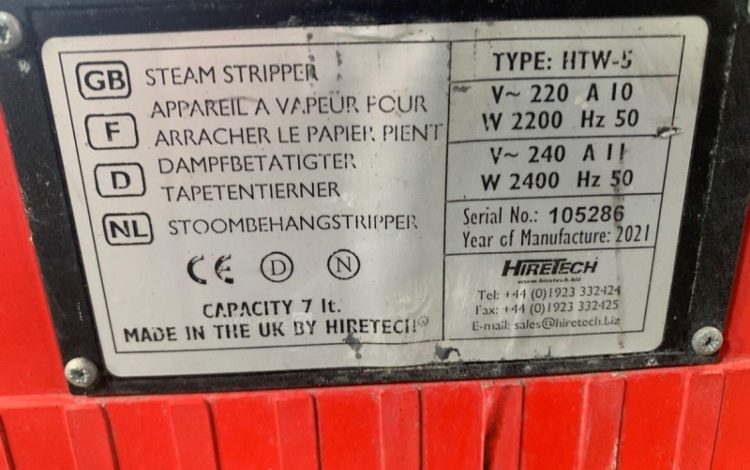 GB STEAM STRIPPER
F APPAREIL A VAPEUR POUR
ARRACHER LE PAPIER PIENT
D DAMPFBETATIGTER
TAPETENTIERNER
NL STOOMBEHANGSTRIPPER
CE D N
CAPACITY 7 lt.
MADE IN THE UK BY HIRETECH®
TYPE: HTW-5
V~ 220 A 10
W 2200 Hz 50
V~ 240 A 11
W 2400 Hz 50
Serial No.: 105286
Year of Manufacture: 2021
HIRETECH
www.hiretech.biz
Tel: +44 (0)1923 332424
Fax: +44 (0)1923 332425
E-mail: sales@hiretech.biz